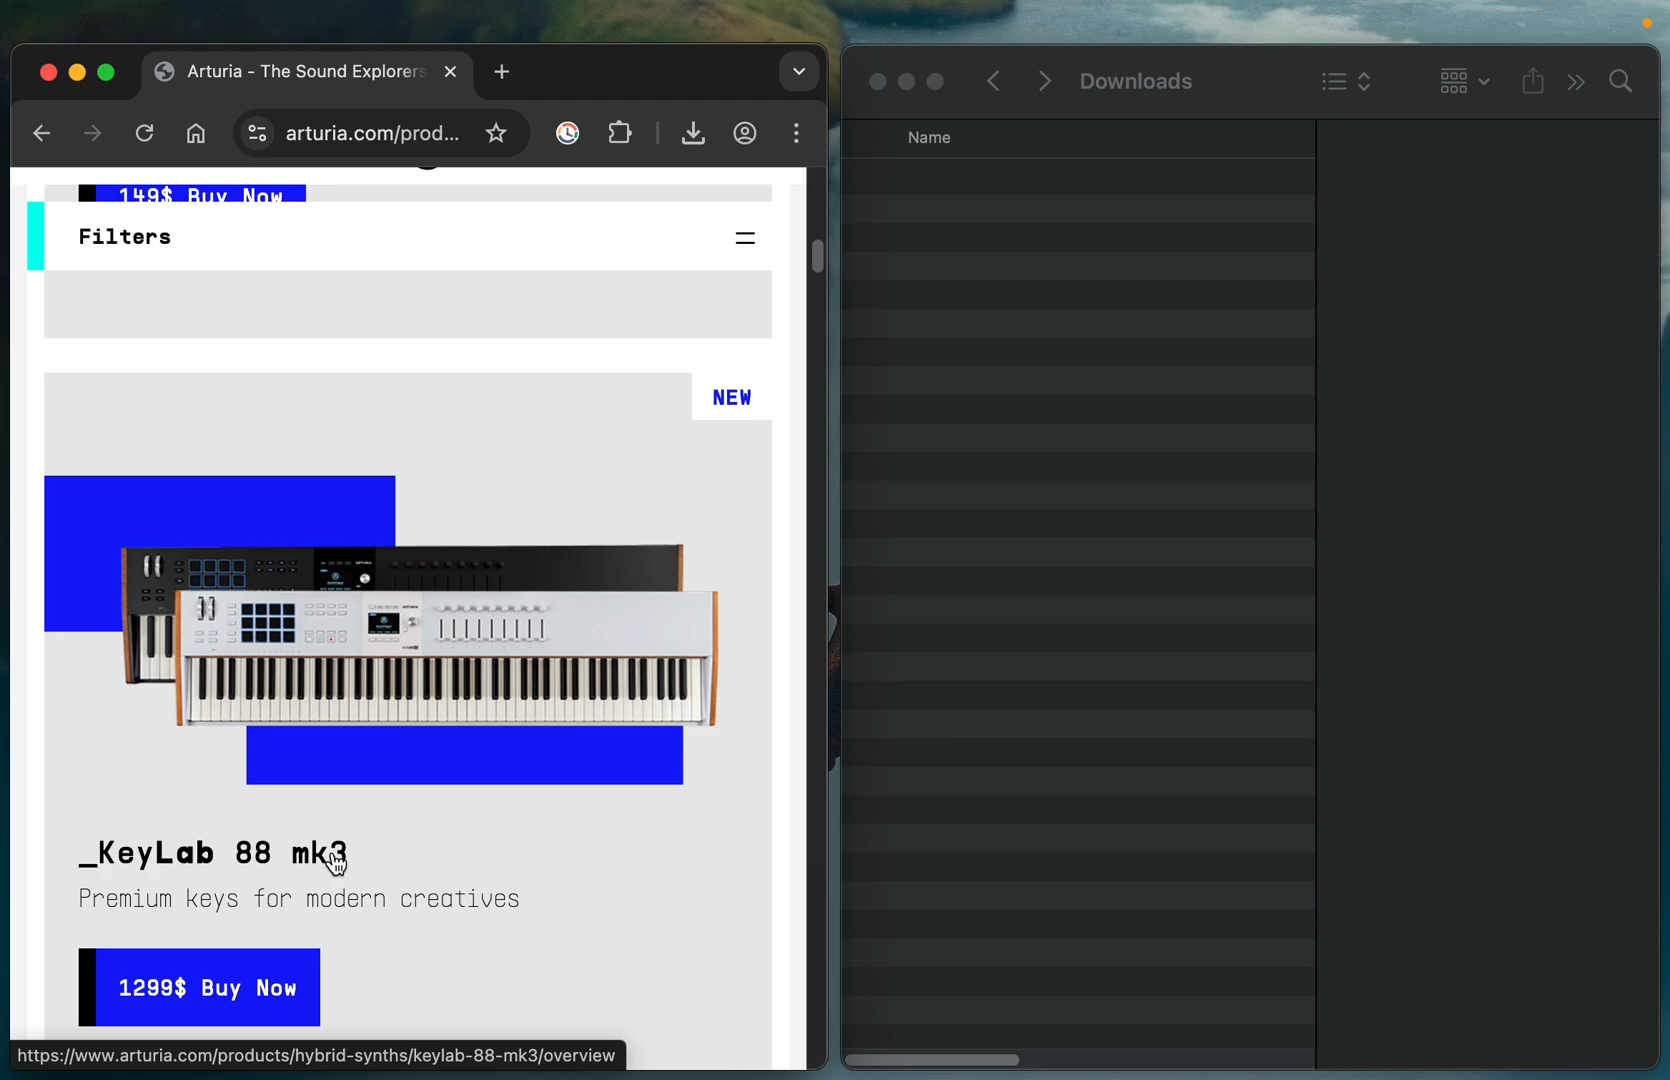 Arturia - The Sound Explorers
arturia.com/prod...
149$ Buy Now
Filters
NEW
_KeyLab 88 mk3
Premium keys for modern creatives
1299$ Buy Now
https://www.arturia.com/products/hybrid-synths/keylab-88-mk3/overview
Downloads
Name